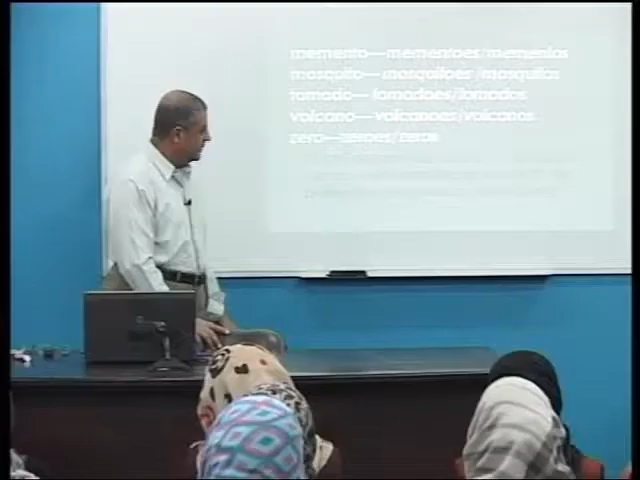 memento—mementoes/mementos
mosquito—mosquitoes /mosquitos
tornado—tornadoes/tornados
volcano—volcanoes/volcanos
zero—zeroes/zeros